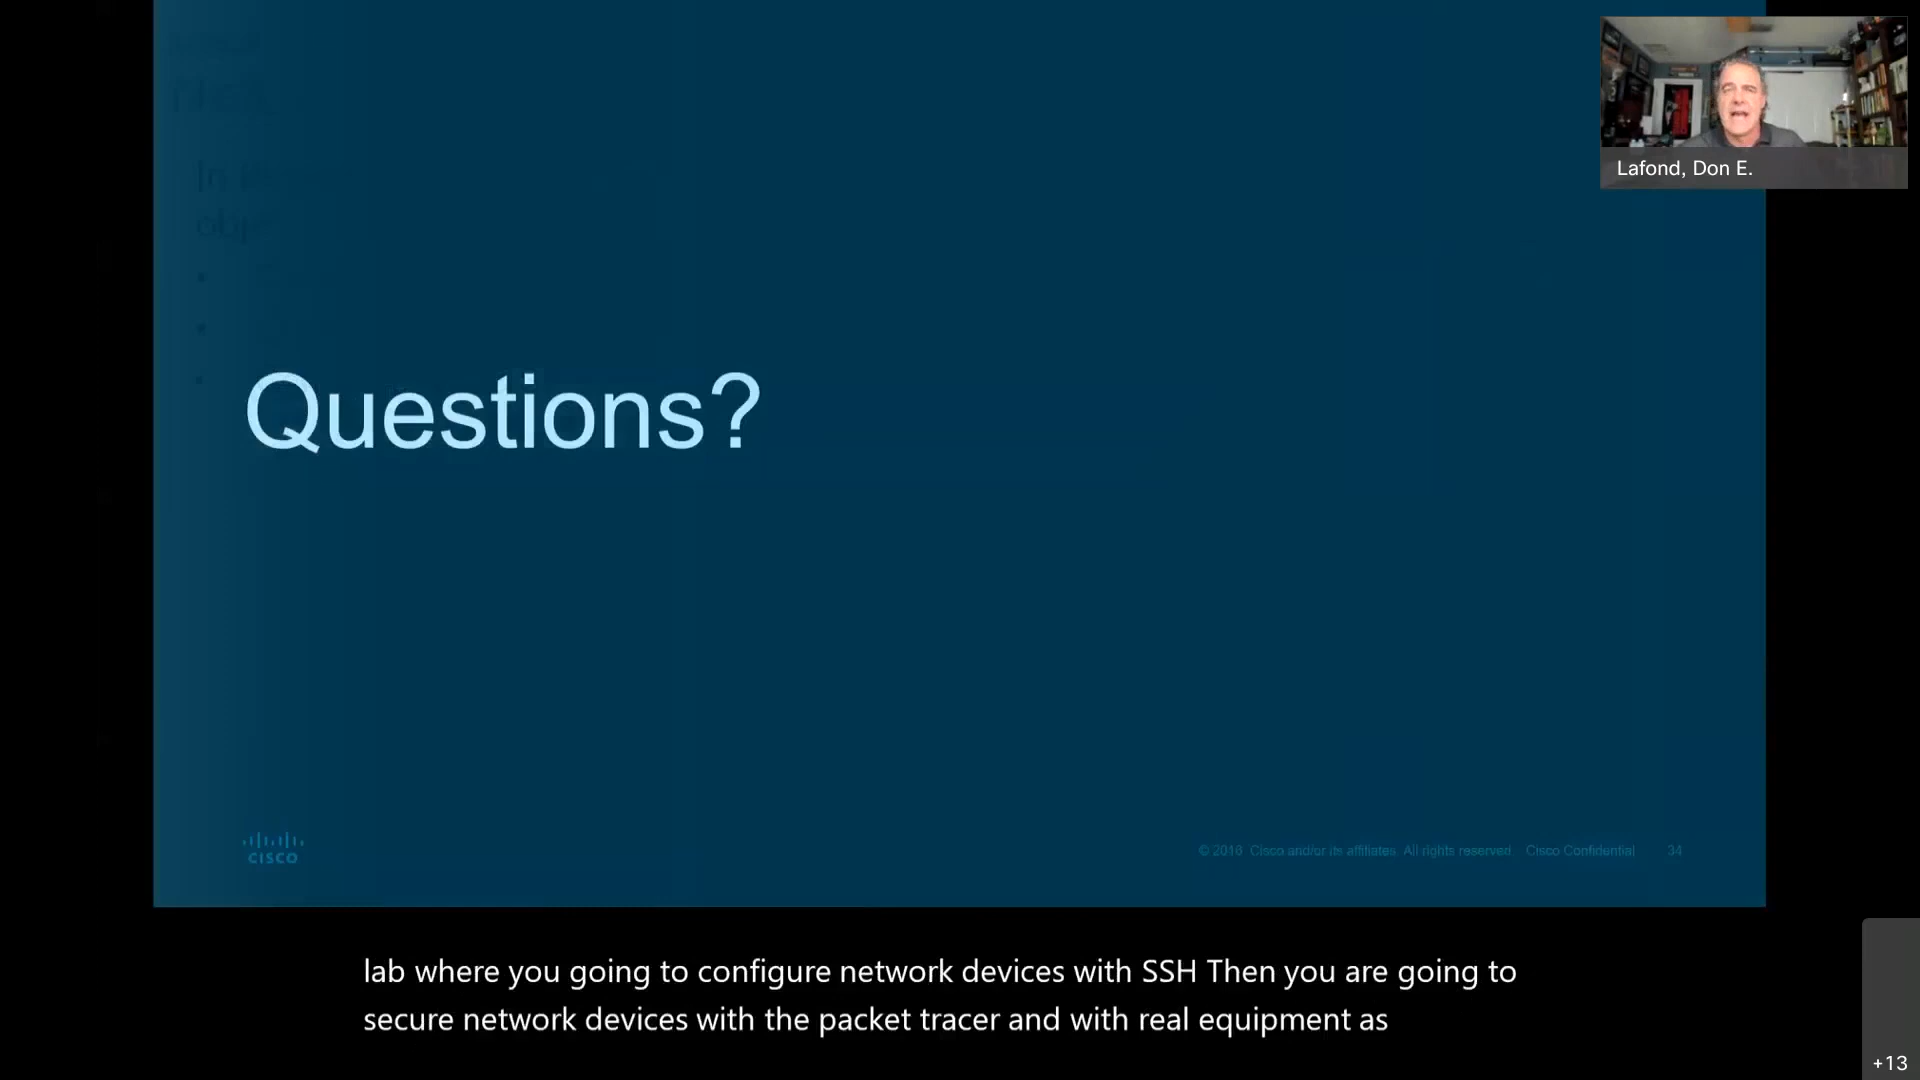 Lafond, Don E.
Questions?
CISCO
© 2016 Cisco and/or its affiliates. All rights reserved. Cisco Confidential 34
lab where you going to configure network devices with SSH Then you are going to
secure network devices with the packet tracer and with real equipment as
+13